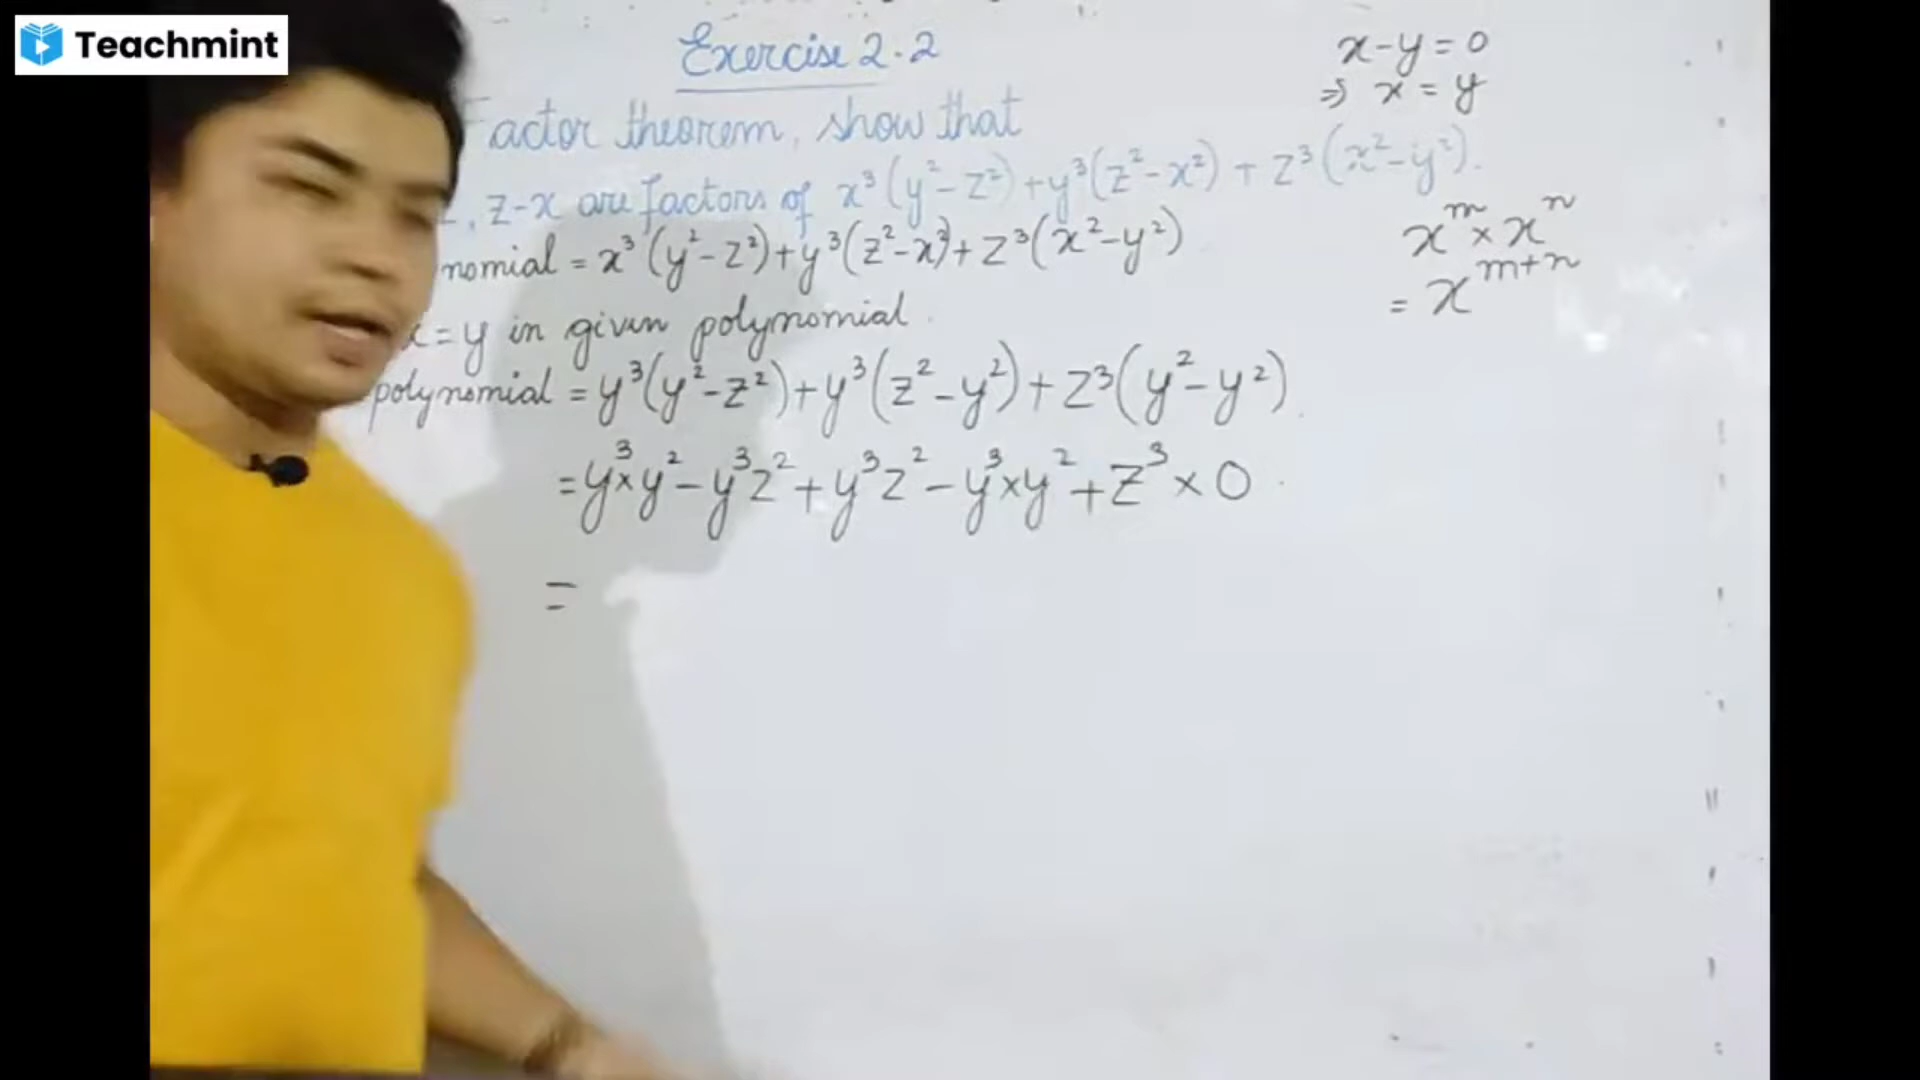 Teachmint
Exercise 2.2
x-y=0
⇒ x = y
Factor theorem, show that
, z-x are factors of x³(y²-z²)+y³(z²-x²)+z³(x²-y²).
nomial = x³(y²-z²)+y³(z²-x²)+z³(x²-y²)
xᵐ × xⁿ
= xᵐ⁺ⁿ
x=y in given polynomial.
polynomial = y³(y²-z²)+y³(z²-y²)+z³(y²-y²)
= y³×y²-y³z²+y³z²-y³×y²+z³×0
=